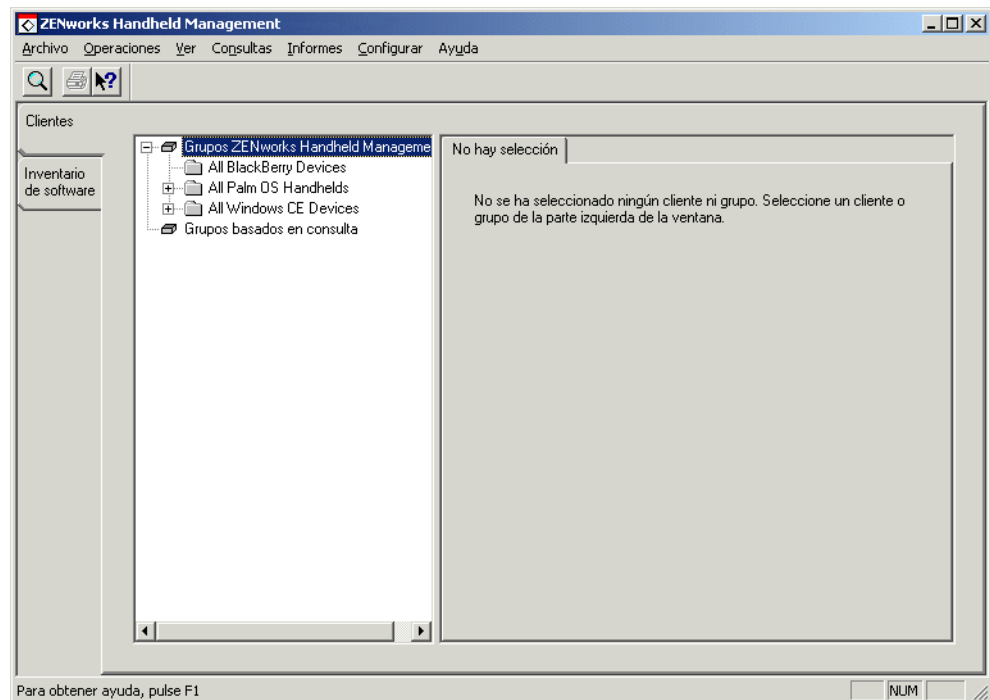 ZENworks Handheld Management
Archivo Operaciones Ver Consultas Informes Configurar Ayuda
Clientes
Inventario
de software
Grupos ZENworks Handheld Manageme
All BlackBerry Devices
All Palm OS Handhelds
All Windows CE Devices
Grupos basados en consulta
No hay selección
No se ha seleccionado ningún cliente ni grupo. Seleccione un cliente o
grupo de la parte izquierda de la ventana.
Para obtener ayuda, pulse F1
NUM